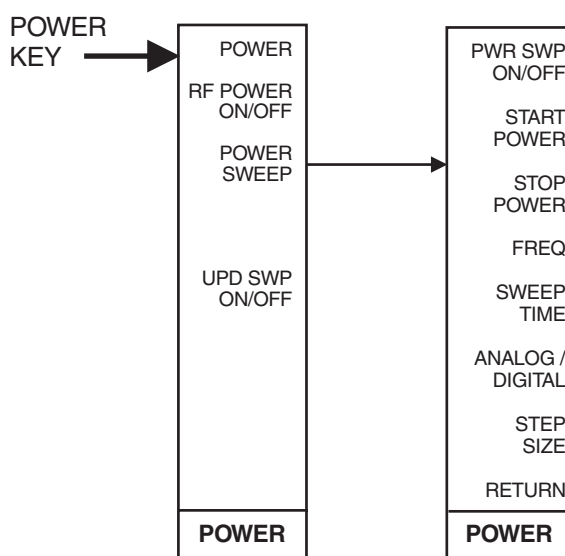 POWER
KEY
POWER
RF POWER
ON/OFF
POWER
SWEEP
UPD SWP
ON/OFF
POWER
PWR SWP
ON/OFF
START
POWER
STOP
POWER
FREQ
SWEEP
TIME
ANALOG /
DIGITAL
STEP
SIZE
RETURN
POWER